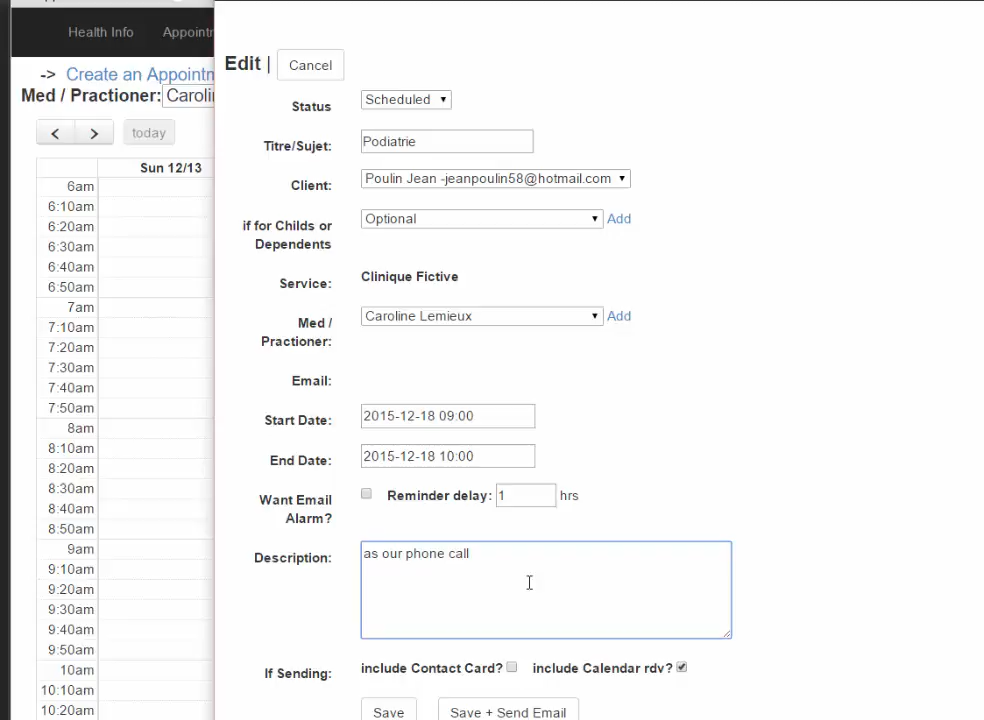 Health Info
-> Create an Appointm
Med / Practioner: Carolin
< > today
Sun 12/13
6am
6:10am
6:20am
6:30am
6:40am
6:50am
7am
7:10am
7:20am
7:30am
7:40am
7:50am
8am
8:10am
8:20am
8:30am
8:40am
8:50am
9am
9:10am
9:20am
9:30am
9:40am
9:50am
10am
10:10am
10:20am
Edit | Cancel
Status Scheduled
Titre/Sujet: Podiatrie
Client: Poulin Jean -jeanpoulin58@hotmail.com
if for Childs or
Dependents
Optional Add
Service: Clinique Fictive
Med /
Practioner:
Caroline Lemieux Add
Email:
Start Date: 2015-12-18 09:00
End Date: 2015-12-18 10:00
Want Email
Alarm?
Reminder delay: 1 hrs
Description: as our phone call
If Sending: include Contact Card? include Calendar rdv?
Save Save + Send Email